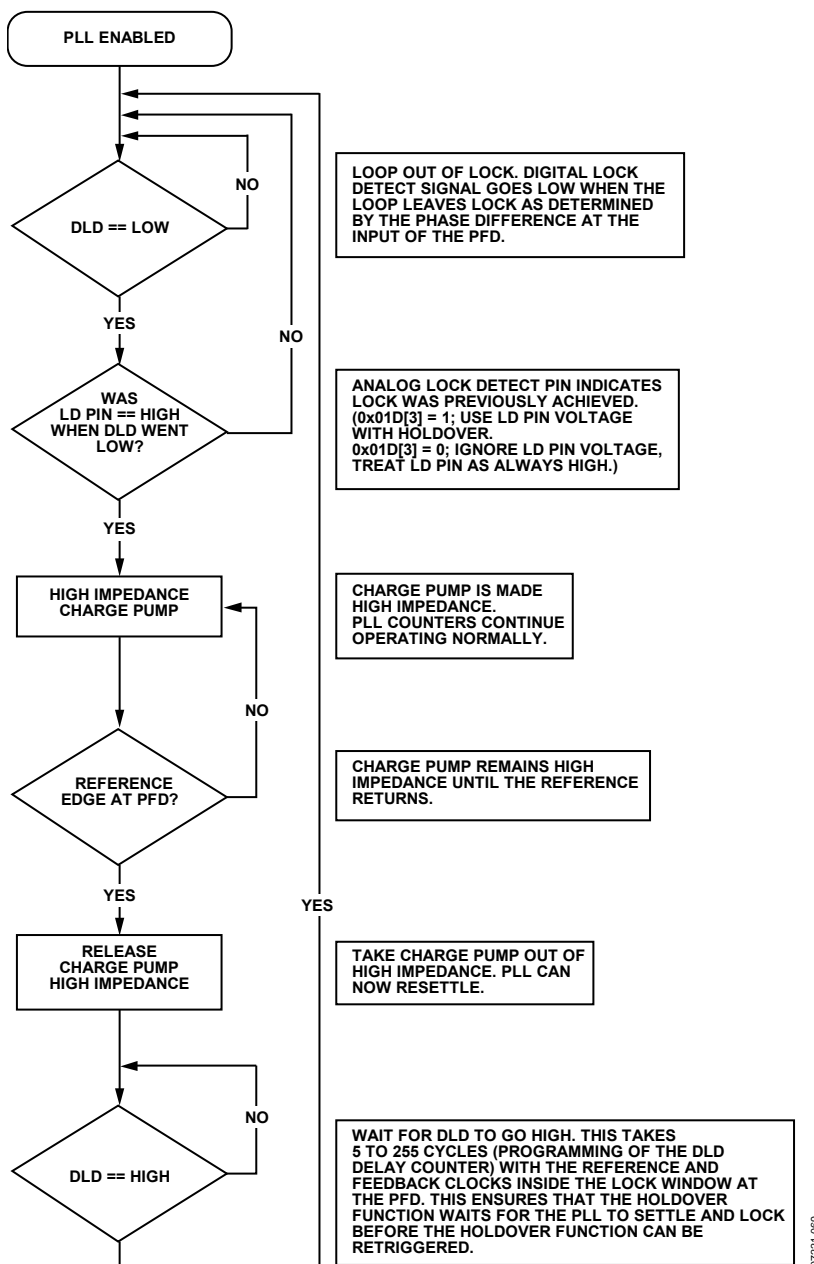 PLL ENABLED
NO
DLD == LOW
LOOP OUT OF LOCK. DIGITAL LOCK
DETECT SIGNAL GOES LOW WHEN THE
LOOP LEAVES LOCK AS DETERMINED
BY THE PHASE DIFFERENCE AT THE
INPUT OF THE PFD.
YES
NO
WAS
LD PIN == HIGH
WHEN DLD WENT
LOW?
ANALOG LOCK DETECT PIN INDICATES
LOCK WAS PREVIOUSLY ACHIEVED.
(0x01D[3] = 1; USE LD PIN VOLTAGE
WITH HOLDOVER.
0x01D[3] = 0; IGNORE LD PIN VOLTAGE,
TREAT LD PIN AS ALWAYS HIGH.)
YES
HIGH IMPEDANCE
CHARGE PUMP
CHARGE PUMP IS MADE
HIGH IMPEDANCE.
PLL COUNTERS CONTINUE
OPERATING NORMALLY.
NO
REFERENCE
EDGE AT PFD?
CHARGE PUMP REMAINS HIGH
IMPEDANCE UNTIL THE REFERENCE
RETURNS.
YES
YES
RELEASE
CHARGE PUMP
HIGH IMPEDANCE
TAKE CHARGE PUMP OUT OF
HIGH IMPEDANCE. PLL CAN
NOW RESETTLE.
NO
DLD == HIGH
WAIT FOR DLD TO GO HIGH. THIS TAKES
5 TO 255 CYCLES (PROGRAMMING OF THE DLD
DELAY COUNTER) WITH THE REFERENCE AND
FEEDBACK CLOCKS INSIDE THE LOCK WINDOW AT
THE PFD. THIS ENSURES THAT THE HOLDOVER
FUNCTION WAITS FOR THE PLL TO SETTLE AND LOCK
BEFORE THE HOLDOVER FUNCTION CAN BE
RETRIGGERED.